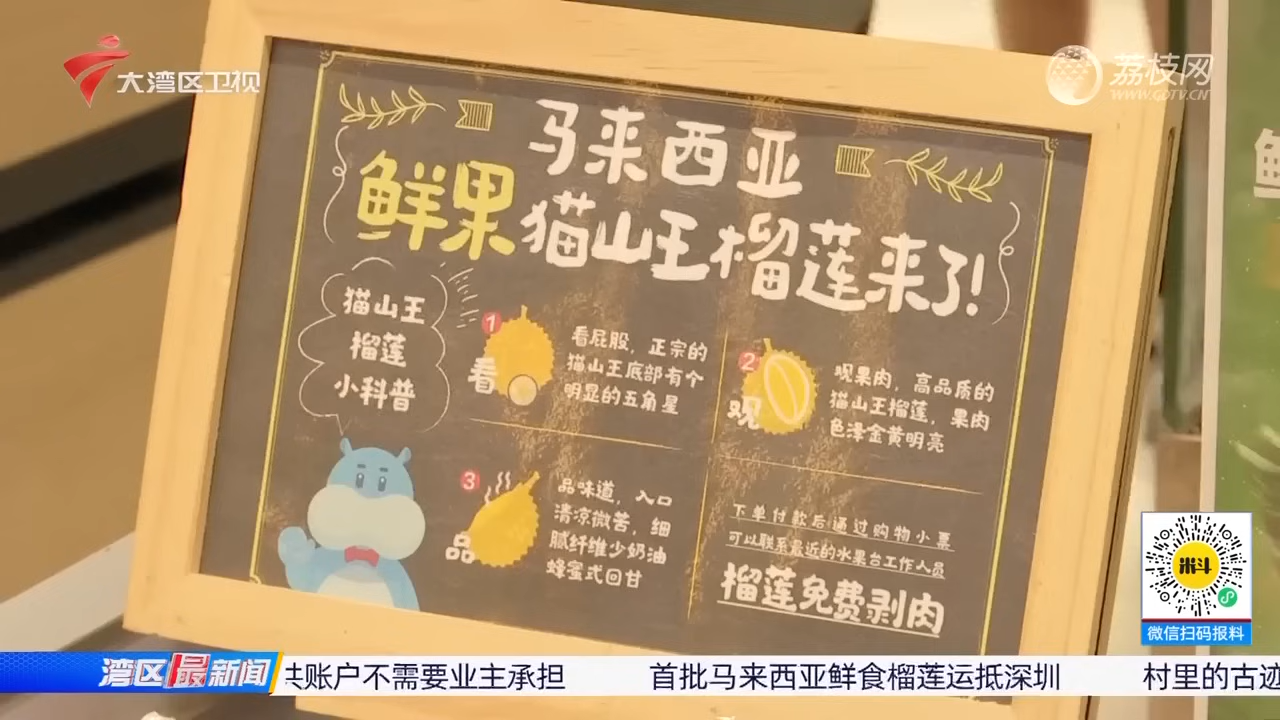 大湾区卫视
荔枝网
WWW.GDTV.CN
马来西亚
鲜果猫山王榴莲来了!
猫山王
榴莲
小科普
1
看
看屁股，正宗的
猫山王底部有个
明显的五角星
2
观
观果肉，高品质的
猫山王榴莲，果肉
色泽金黄明亮
3
品
品味道，入口
清凉微苦，细
腻纤维少奶油
蜂蜜式回甘
下单付款后通过购物小票
可以联系最近的水果台工作人员
榴莲免费剥肉
米斗
微信扫码报料
湾区最新闻
共账户不需要业主承担
首批马来西亚鲜食榴莲运抵深圳
村里的古迹